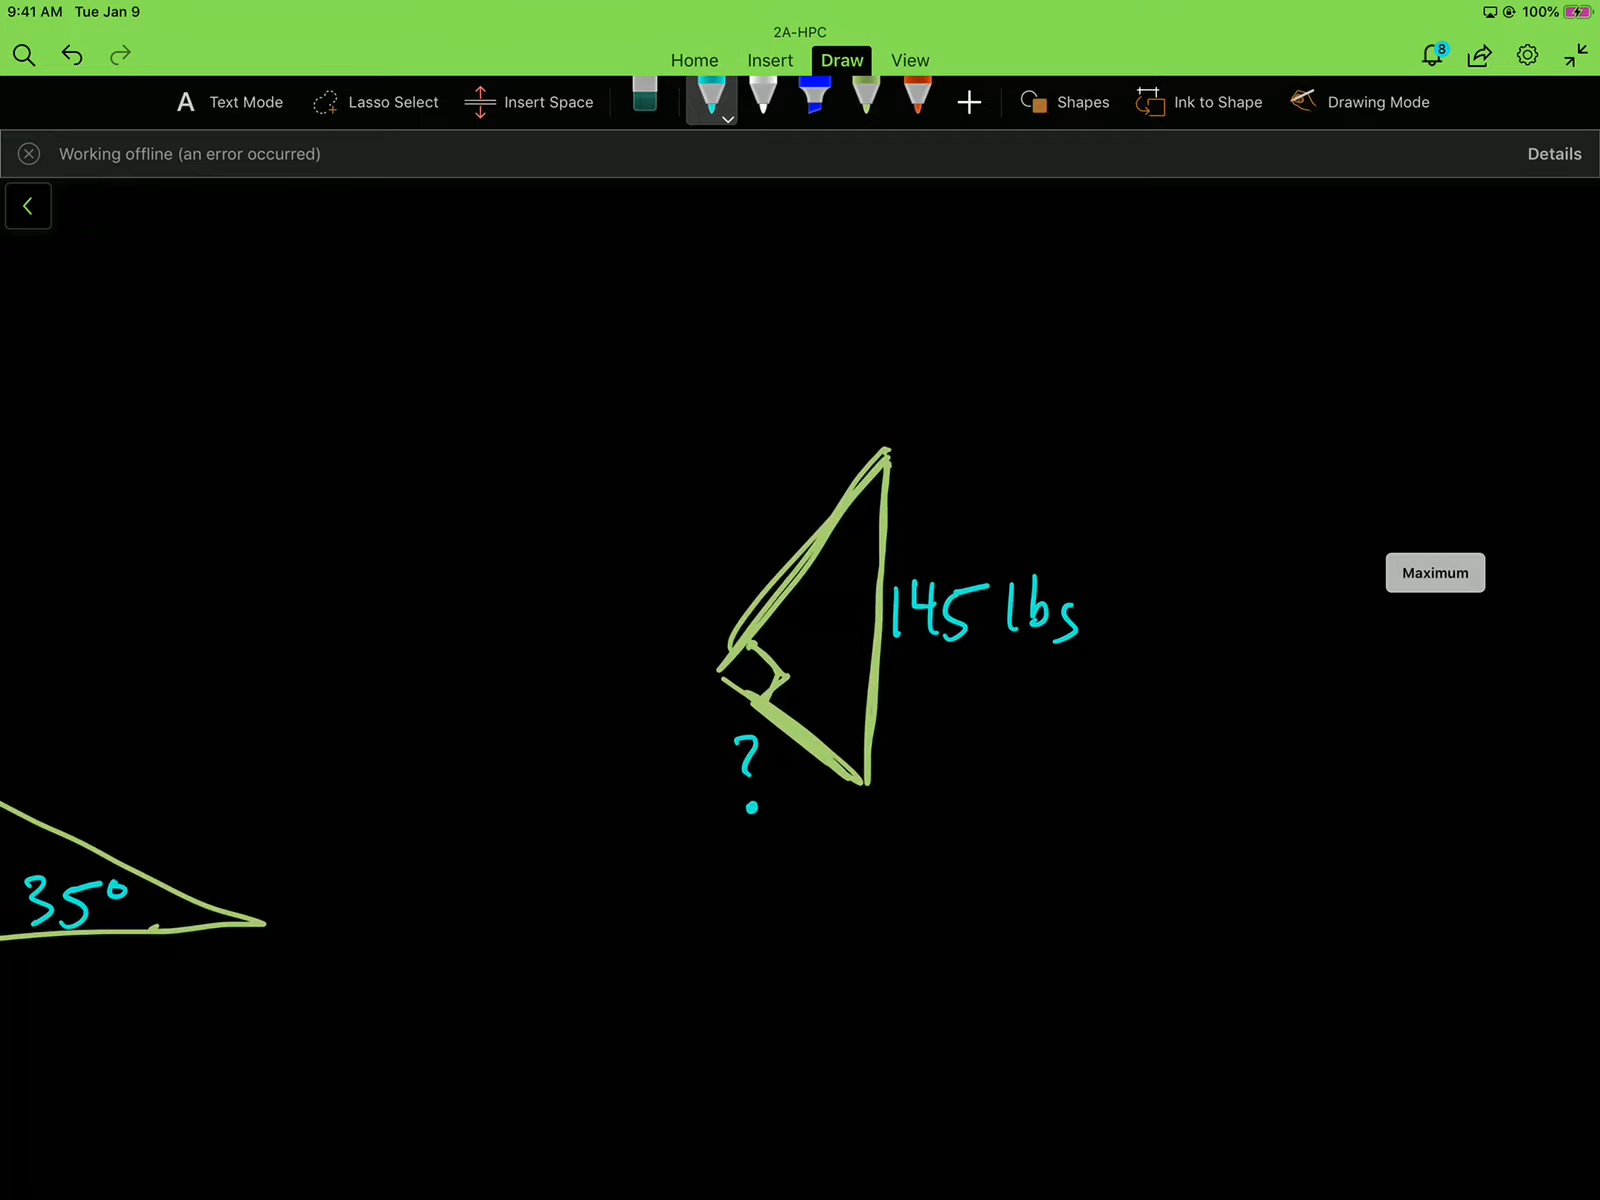 9:41 AM Tue Jan 9
100%
2A-HPC
Home Insert Draw View
8
A Text Mode Lasso Select Insert Space Shapes Ink to Shape Drawing Mode
Working offline (an error occurred) Details
Maximum
145 lbs
?
35°